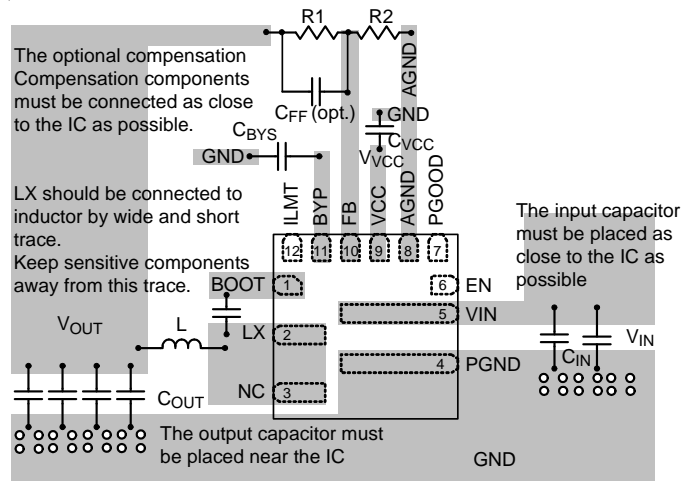 R1 R2
The optional compensation
Compensation components
must be connected as close
to the IC as possible.
AGND
CFF (opt.)
GND
CBYS
CVCC
VVCC
GND
LX should be connected to
inductor by wide and short
trace.
Keep sensitive components
away from this trace.
ILMT BYP FB VCC AGND PGOOD
12 11 10 9 8 7
The input capacitor
must be placed as
close to the IC as
possible
BOOT 1
6 EN
5 VIN
VOUT
L
LX 2
CIN
VIN
4 PGND
NC 3
COUT
The output capacitor must
be placed near the IC
GND